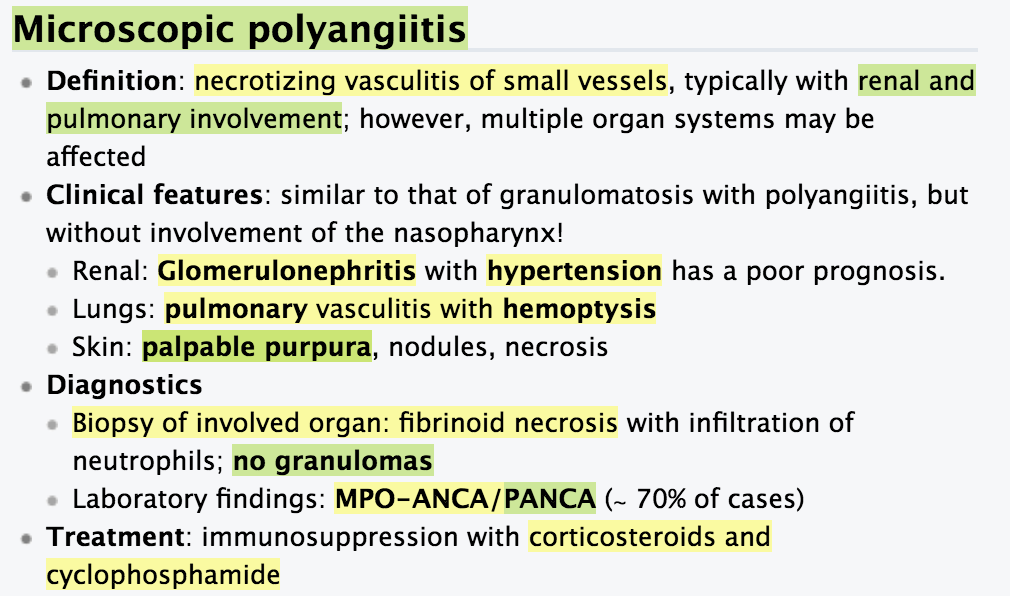 Microscopic polyangiitis
Definition: necrotizing vasculitis of small vessels, typically with renal and
pulmonary involvement; however, multiple organ systems may be
affected
Clinical features: similar to that of granulomatosis with polyangiitis, but
without involvement of the nasopharynx!
Renal: Glomerulonephritis with hypertension has a poor prognosis.
Lungs: pulmonary vasculitis with hemoptysis
Skin: palpable purpura, nodules, necrosis
Diagnostics
Biopsy of involved organ: fibrinoid necrosis with infiltration of
neutrophils; no granulomas
Laboratory findings: MPO-ANCA/PANCA (~ 70% of cases)
Treatment: immunosuppression with corticosteroids and
cyclophosphamide